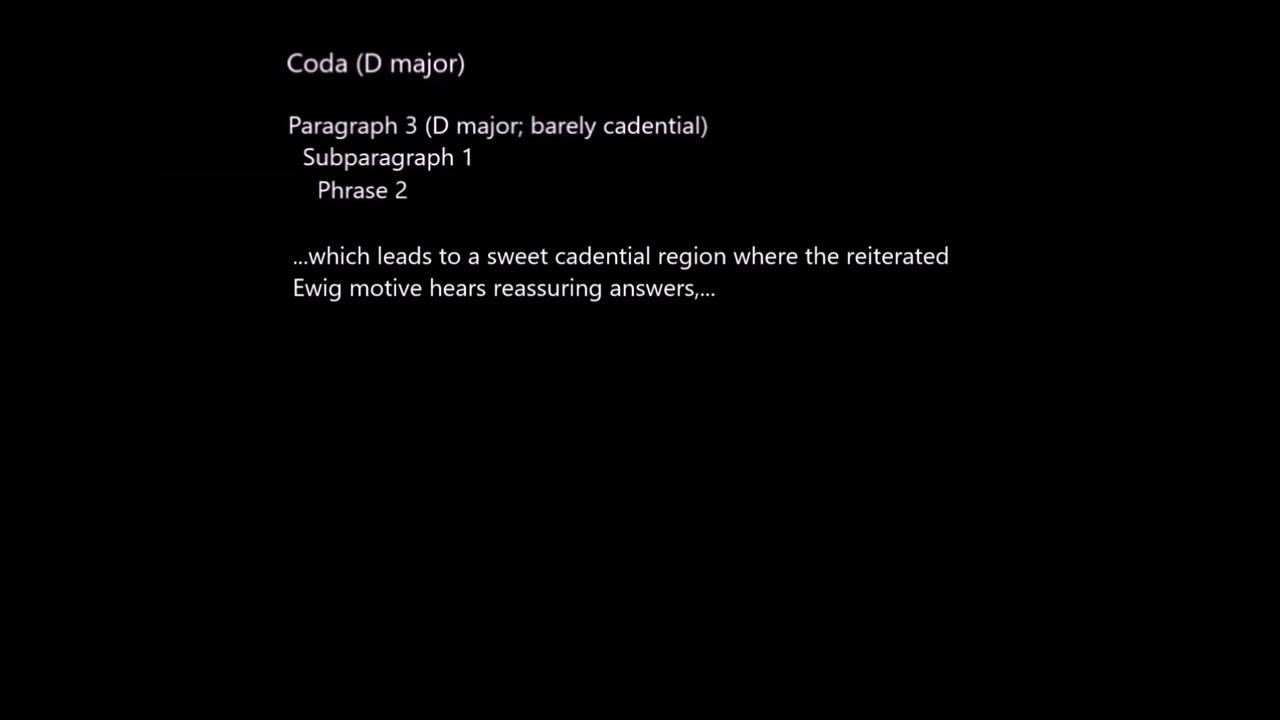 Coda (D major)
Paragraph 3 (D major; barely cadential)
Subparagraph 1
Phrase 2
...which leads to a sweet cadential region where the reiterated
Ewig motive hears reassuring answers,...